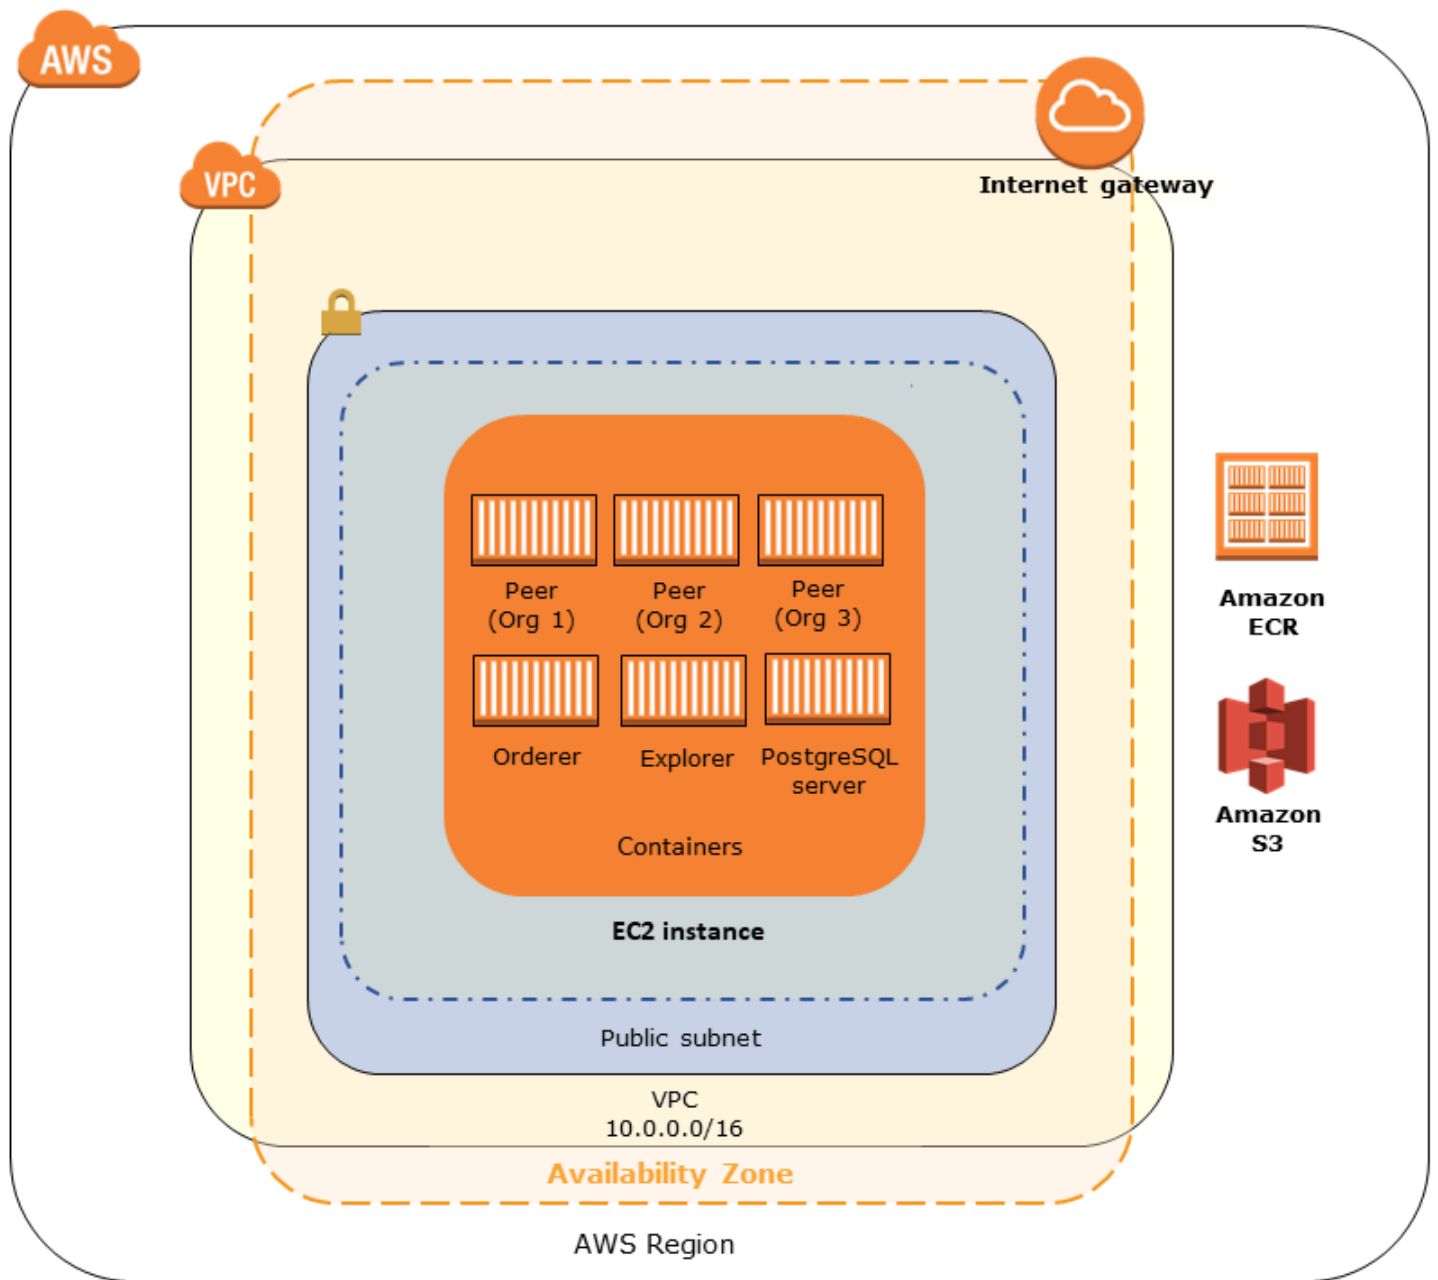 AWS
VPC
Internet gateway
Peer
(Org 1)
Peer
(Org 2)
Peer
(Org 3)
Orderer
Explorer
PostgreSQL
server
Containers
EC2 instance
Public subnet
VPC
10.0.0.0/16
Availability Zone
AWS Region
Amazon
ECR
Amazon
S3